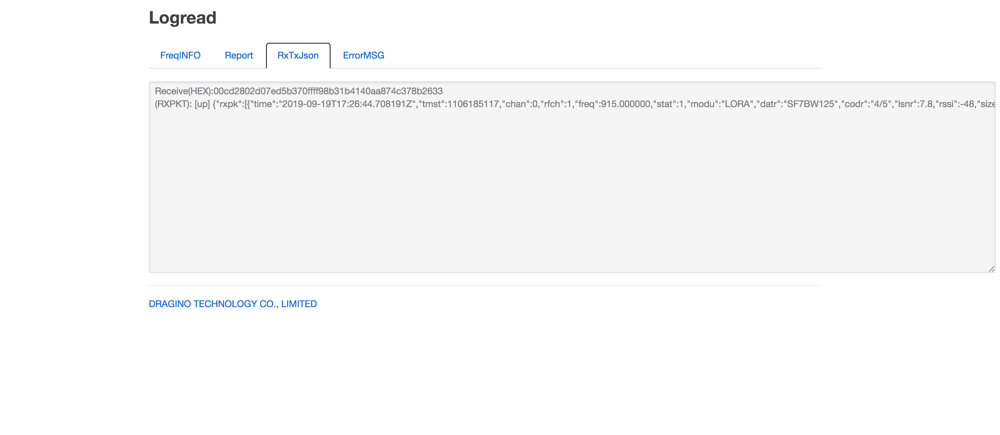 Logread
FreqINFO Report RxTxJson ErrorMSG
Receive(HEX):00cd2802d07ed5b370ffff98b31b4140aa874c378b2633
(RXPKT): [up] {"rxpk":[{"time":"2019-09-19T17:26:44.708191Z","tmst":1106185117,"chan":0,"rfch":1,"freq":915.000000,"stat":1,"modu":"LORA","datr":"SF7BW125","codr":"4/5","lsnr":7.8,"rssi":-48,"size
DRAGINO TECHNOLOGY CO., LIMITED